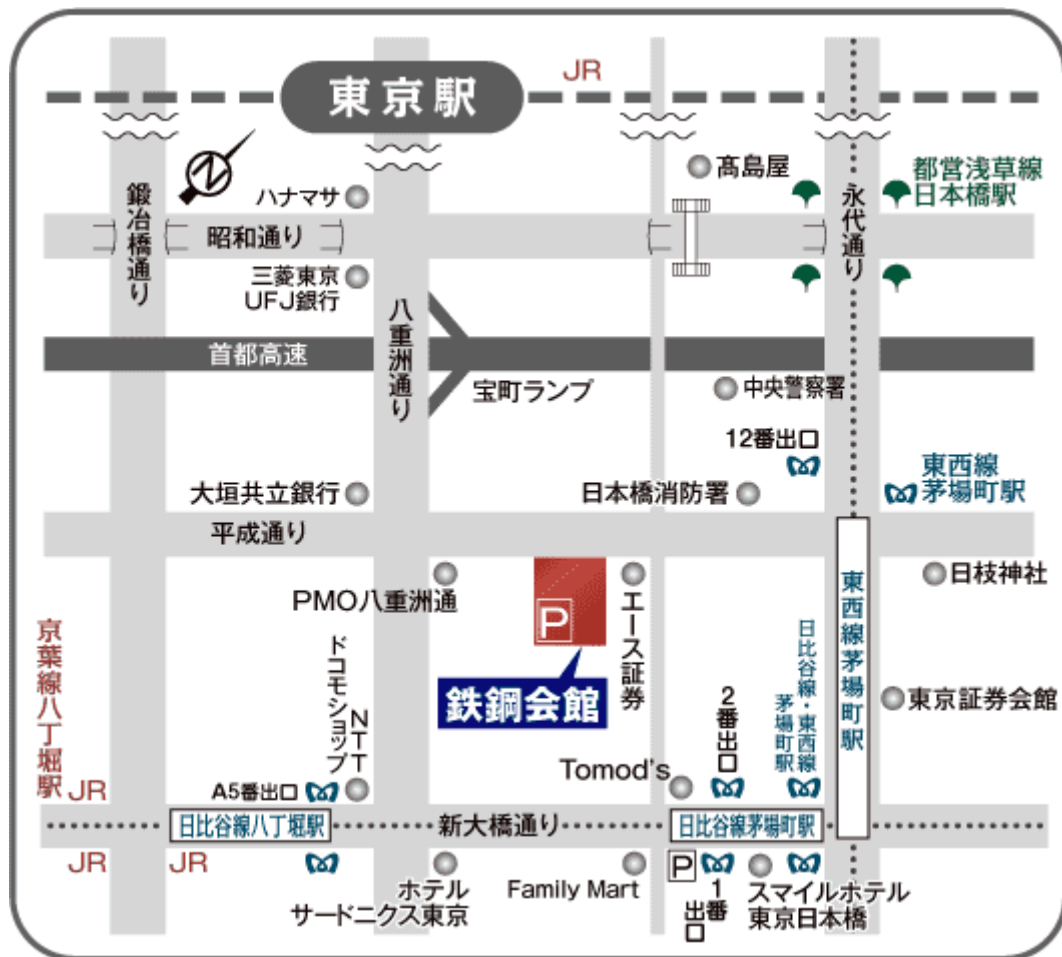 JR
東京駅
髙島屋
都営浅草線
日本橋駅
鍛冶橋通り
N
ハナマサ
昭和通り
永代通り
三菱東京
UFJ銀行
八重洲通り
首都高速
宝町ランプ
中央警察署
12番出口
東西線
茅場町駅
大垣共立銀行
日本橋消防署
平成通り
PMO八重洲通
P
エース証券
日枝神社
東西線茅場町駅
京葉線八丁堀駅
ドコモショップ
NTT
鉄鋼会館
2番出口
日比谷線・東西線
茅場町駅
東京証券会館
Tomod's
JR
A5番出口
日比谷線八丁堀駅
新大橋通り
日比谷線茅場町駅
JR
JR
ホテル
サードニクス東京
Family Mart
P
1番
出口
スマイルホテル
東京日本橋